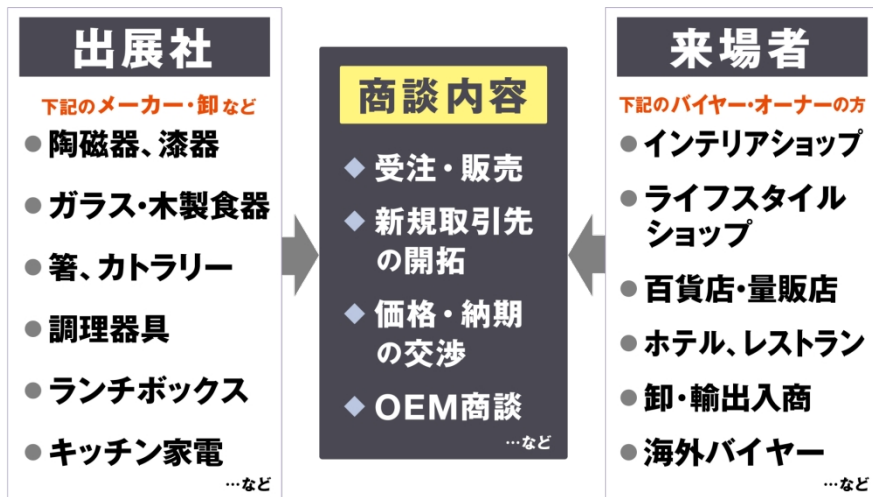 出展社
下記のメーカー・卸など
●陶磁器、漆器
●ガラス・木製食器
●箸、カトラリー
●調理器具
●ランチボックス
●キッチン家電
…など
商談内容
◆受注・販売
◆新規取引先
の開拓
◆価格・納期
の交渉
◆OEM商談
…など
来場者
下記のバイヤー・オーナーの方
●インテリアショップ
●ライフスタイル
ショップ
●百貨店・量販店
●ホテル、レストラン
●卸・輸出入商
●海外バイヤー
…など